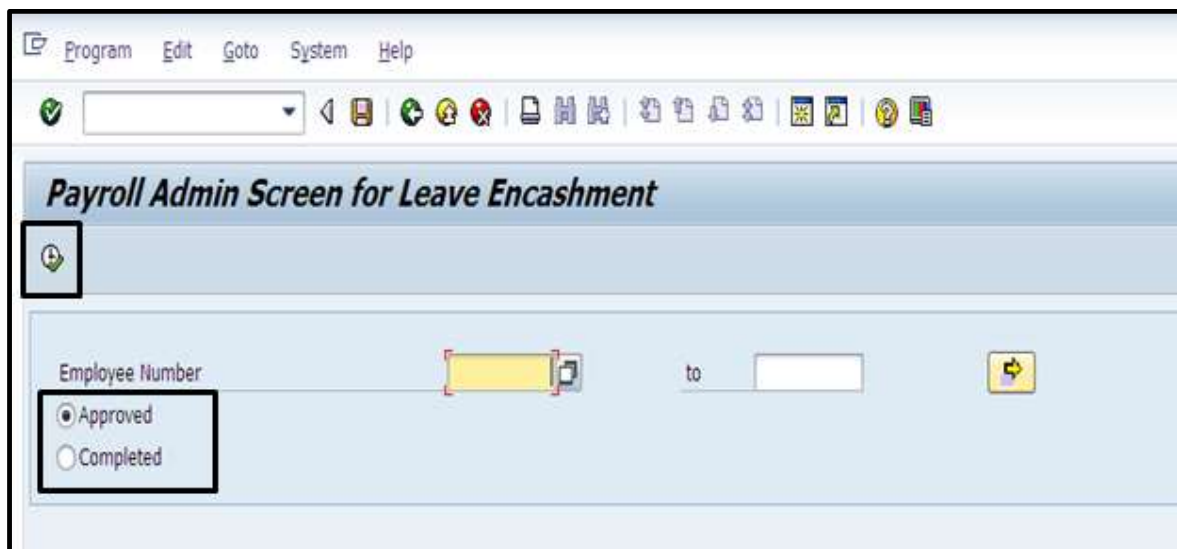 Program Edit Goto System Help
Payroll Admin Screen for Leave Encashment
Employee Number to
Approved
Completed